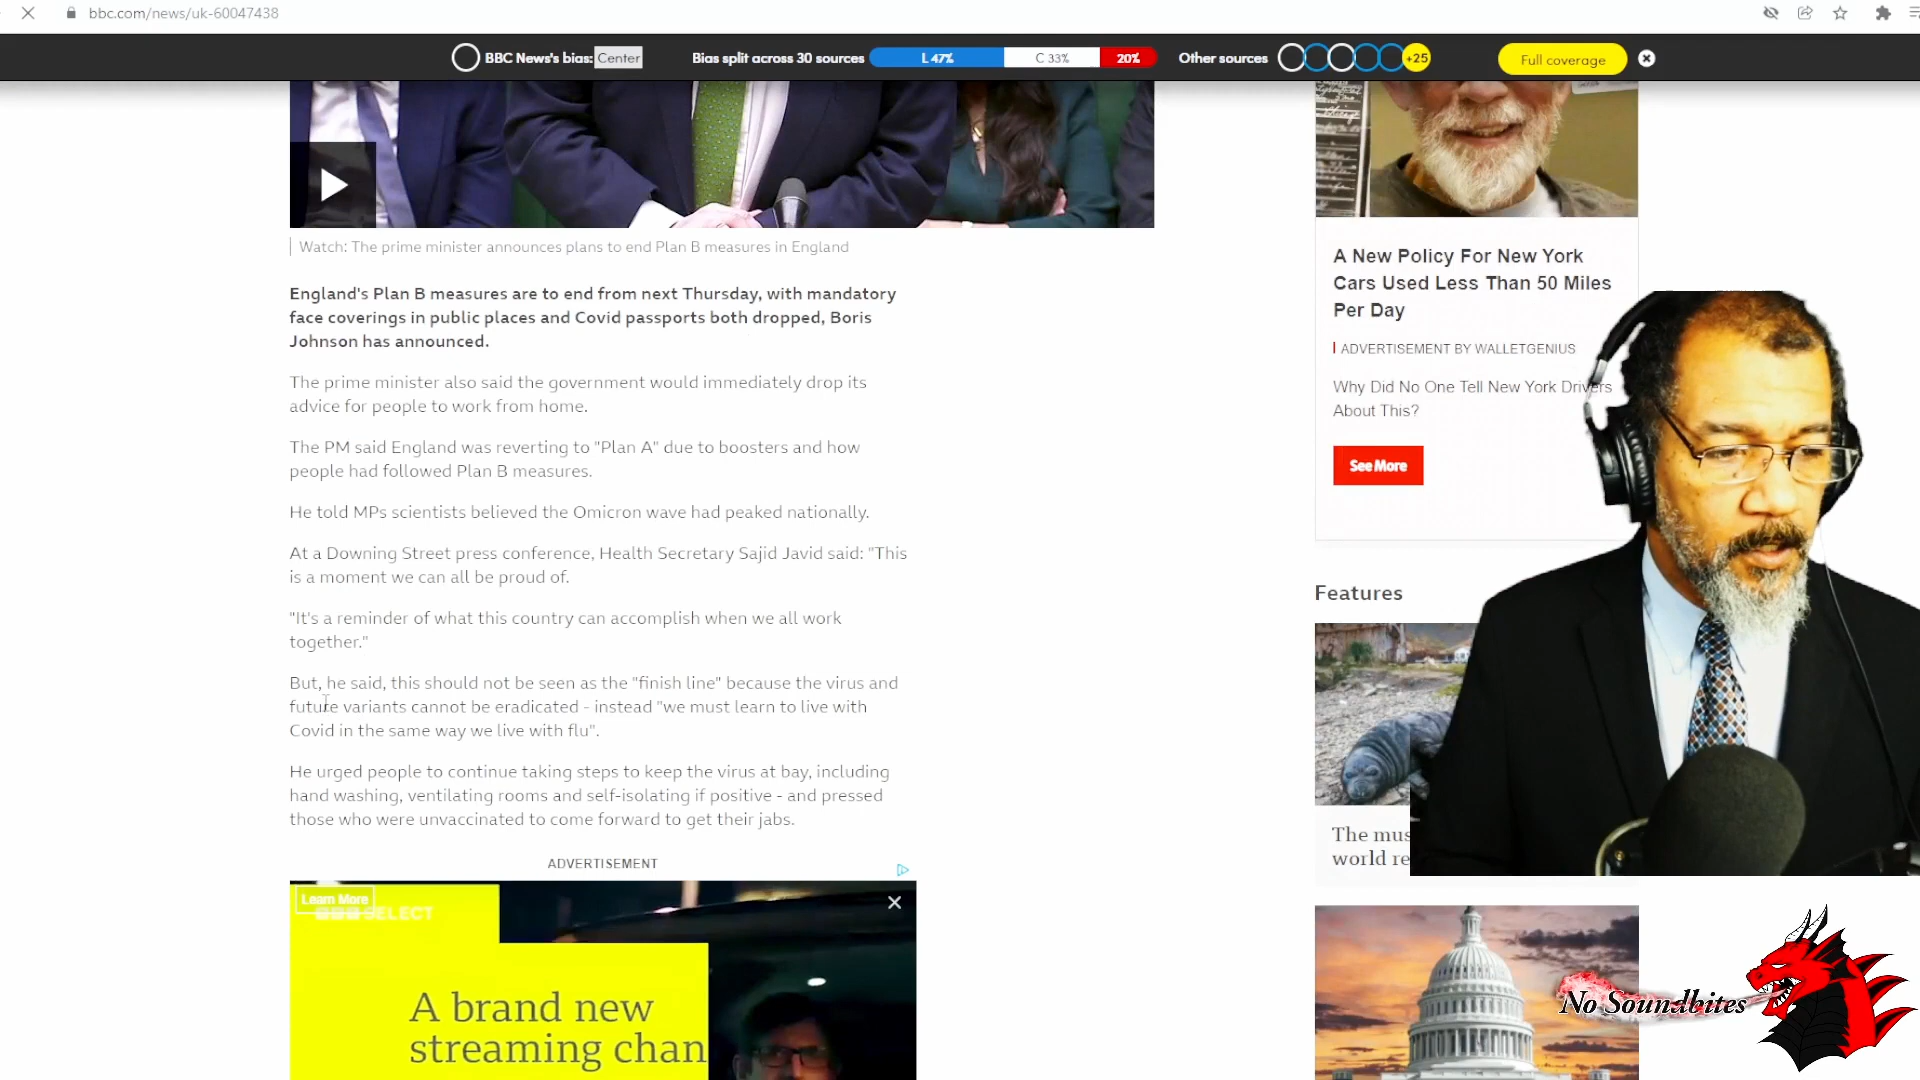 bbc.com/news/uk-60047438
BBC News's bias: Center
Bias split across 30 sources
L 47%
C 33%
20%
Other sources
+25
Full coverage
Watch: The prime minister announces plans to end Plan B measures in England
England's Plan B measures are to end from next Thursday, with mandatory
face coverings in public places and Covid passports both dropped, Boris
Johnson has announced.
The prime minister also said the government would immediately drop its
advice for people to work from home.
The PM said England was reverting to "Plan A" due to boosters and how
people had followed Plan B measures.
He told MPs scientists believed the Omicron wave had peaked nationally.
At a Downing Street press conference, Health Secretary Sajid Javid said: "This
is a moment we can all be proud of.
"It's a reminder of what this country can accomplish when we all work
together."
But, he said, this should not be seen as the "finish line" because the virus and
future variants cannot be eradicated - instead "we must learn to live with
Covid in the same way we live with flu".
He urged people to continue taking steps to keep the virus at bay, including
hand washing, ventilating rooms and self-isolating if positive - and pressed
those who were unvaccinated to come forward to get their jabs.
ADVERTISEMENT
Learn More
SELECT
A brand new
streaming chan
A New Policy For New York
Cars Used Less Than 50 Miles
Per Day
ADVERTISEMENT BY WALLETGENIUS
Why Did No One Tell New York Drivers
About This?
See More
Features
The mus
world re
No Soundbites